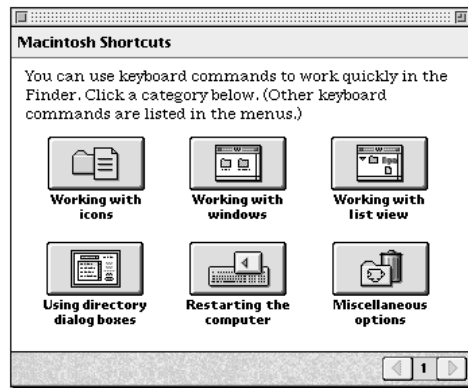 Macintosh Shortcuts
You can use keyboard commands to work quickly in the
Finder. Click a category below. (Other keyboard
commands are listed in the menus.)
Working with
icons
Working with
windows
Working with
list view
Using directory
dialog boxes
Restarting the
computer
Miscellaneous
options
1